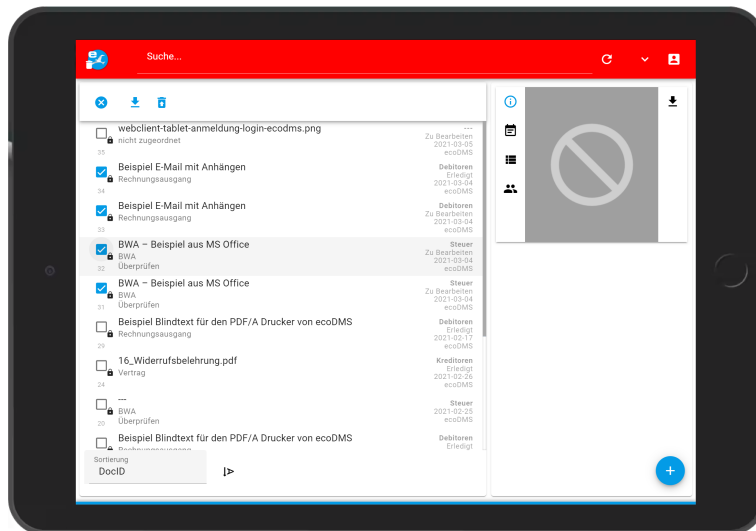 Suche...
webclient-tablet-anmeldung-login-ecodms.png
---
nicht zugeordnet
Zu Bearbeiten
2021-03-05
35
ecoDMS
Beispiel E-Mail mit Anhängen
Debitoren
Rechnungsausgang
Erledigt
2021-03-04
34
ecoDMS
Beispiel E-Mail mit Anhängen
Debitoren
Rechnungsausgang
Zu Bearbeiten
2021-03-04
33
ecoDMS
BWA – Beispiel aus MS Office
Steuer
BWA
Zu Bearbeiten
Überprüfen
2021-03-04
32
ecoDMS
BWA – Beispiel aus MS Office
Steuer
BWA
Zu Bearbeiten
Überprüfen
2021-03-04
31
ecoDMS
Beispiel Blindtext für den PDF/A Drucker von ecoDMS
Debitoren
Rechnungsausgang
Erledigt
2021-02-17
29
ecoDMS
16_Widerrufsbelehrung.pdf
Kreditoren
Vertrag
Erledigt
2021-02-26
24
ecoDMS
---
Steuer
BWA
2021-02-25
Überprüfen
20
ecoDMS
Beispiel Blindtext für den PDF/A Drucker von ecoDMS
Debitoren
Rechnungsausgang
Erledigt
Sortierung
DocID